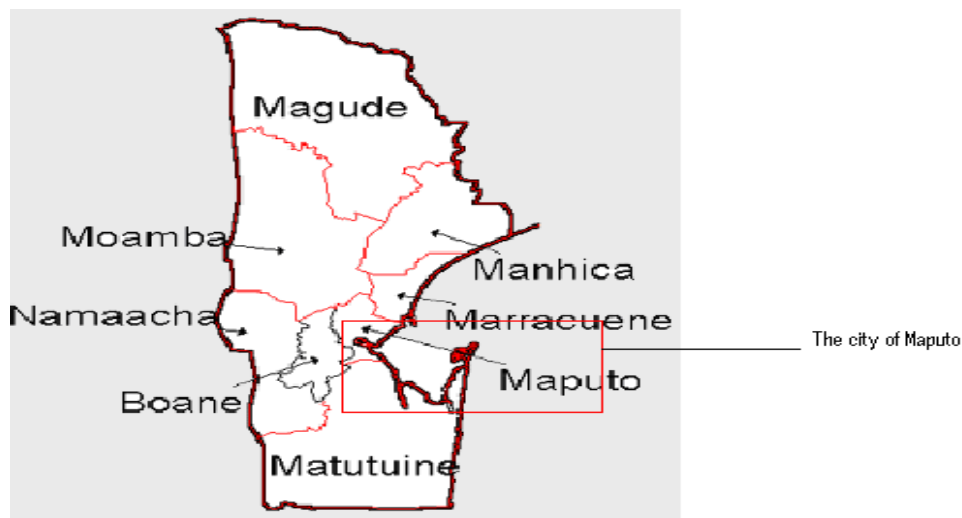 Magude
Moamba
Manhica
Namaacha
Marracuene
The city of Maputo
Maputo
Boane
Matutuine